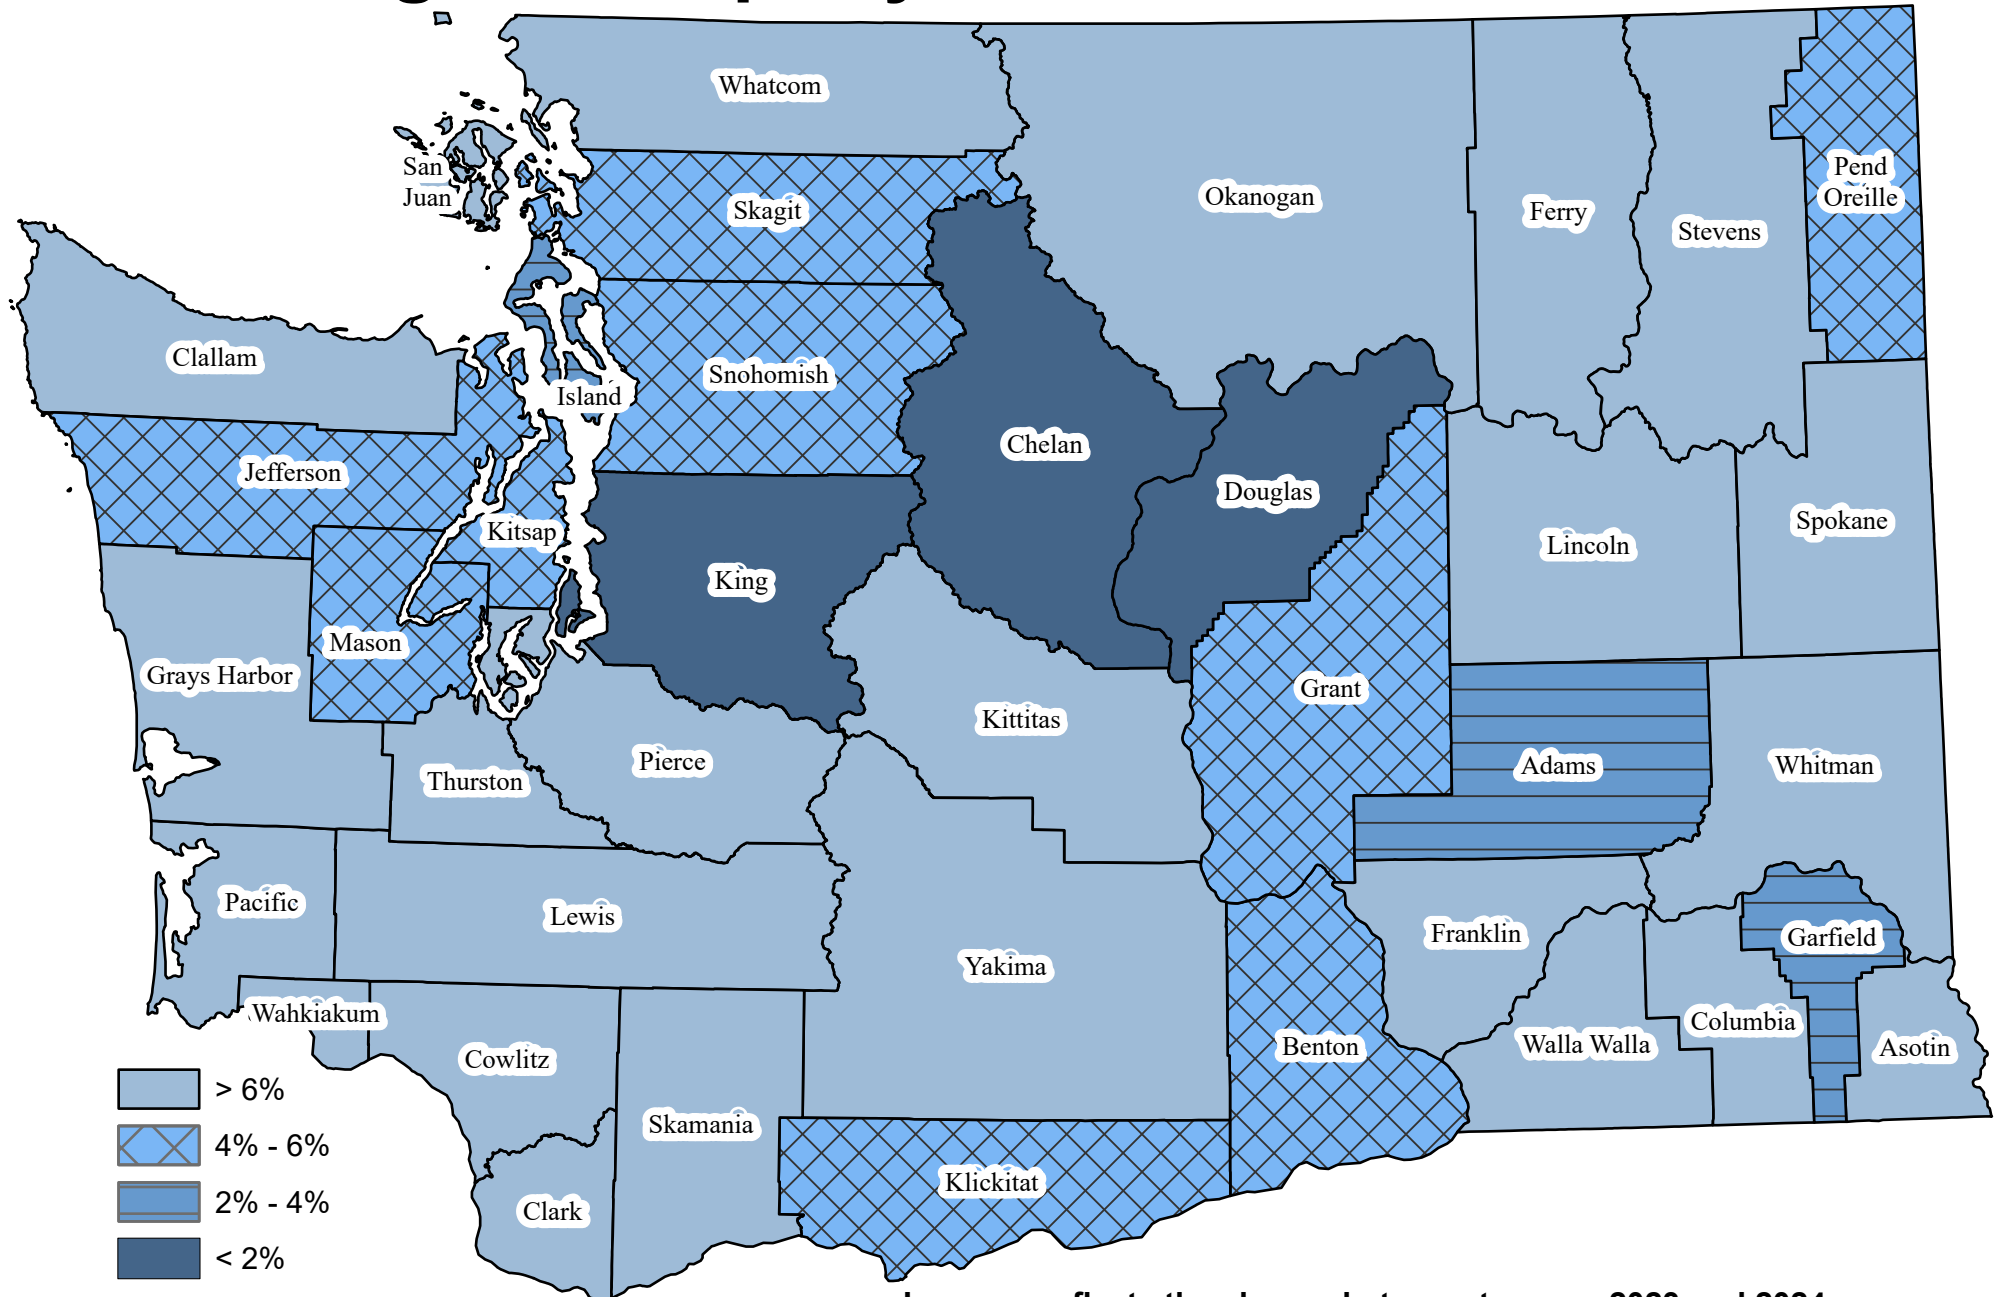 Whatcom
San
Juan
Skagit
Okanogan
Ferry
Stevens
Pend
Oreille
Clallam
Snohomish
Island
Jefferson
Chelan
Douglas
Kitsap
King
Lincoln
Spokane
Mason
Grays Harbor
Grant
Kittitas
Pierce
Thurston
Adams
Whitman
Pacific
Lewis
Yakima
Franklin
Garfield
Wahkiakum
Cowlitz
Benton
Walla Walla
Columbia
Asotin
Skamania
Klickitat
Clark
> 6%
4% - 6%
2% - 4%
< 2%